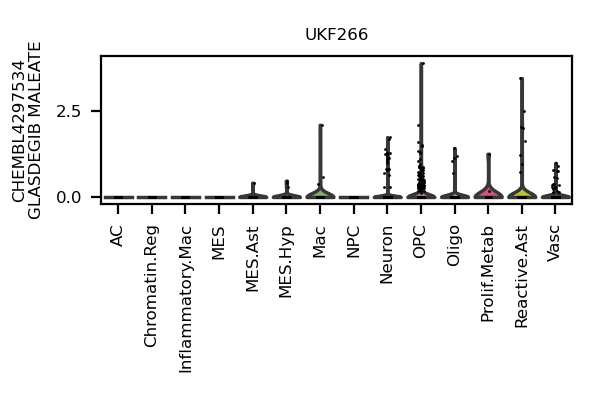 UKF266
CHEMBL4297534
GLASDEGIB MALEATE
2.5
0.0
AC
Chromatin.Reg
Inflammatory.Mac
MES
MES.Ast
MES.Hyp
Mac
NPC
Neuron
OPC
Oligo
Prolif.Metab
Reactive.Ast
Vasc